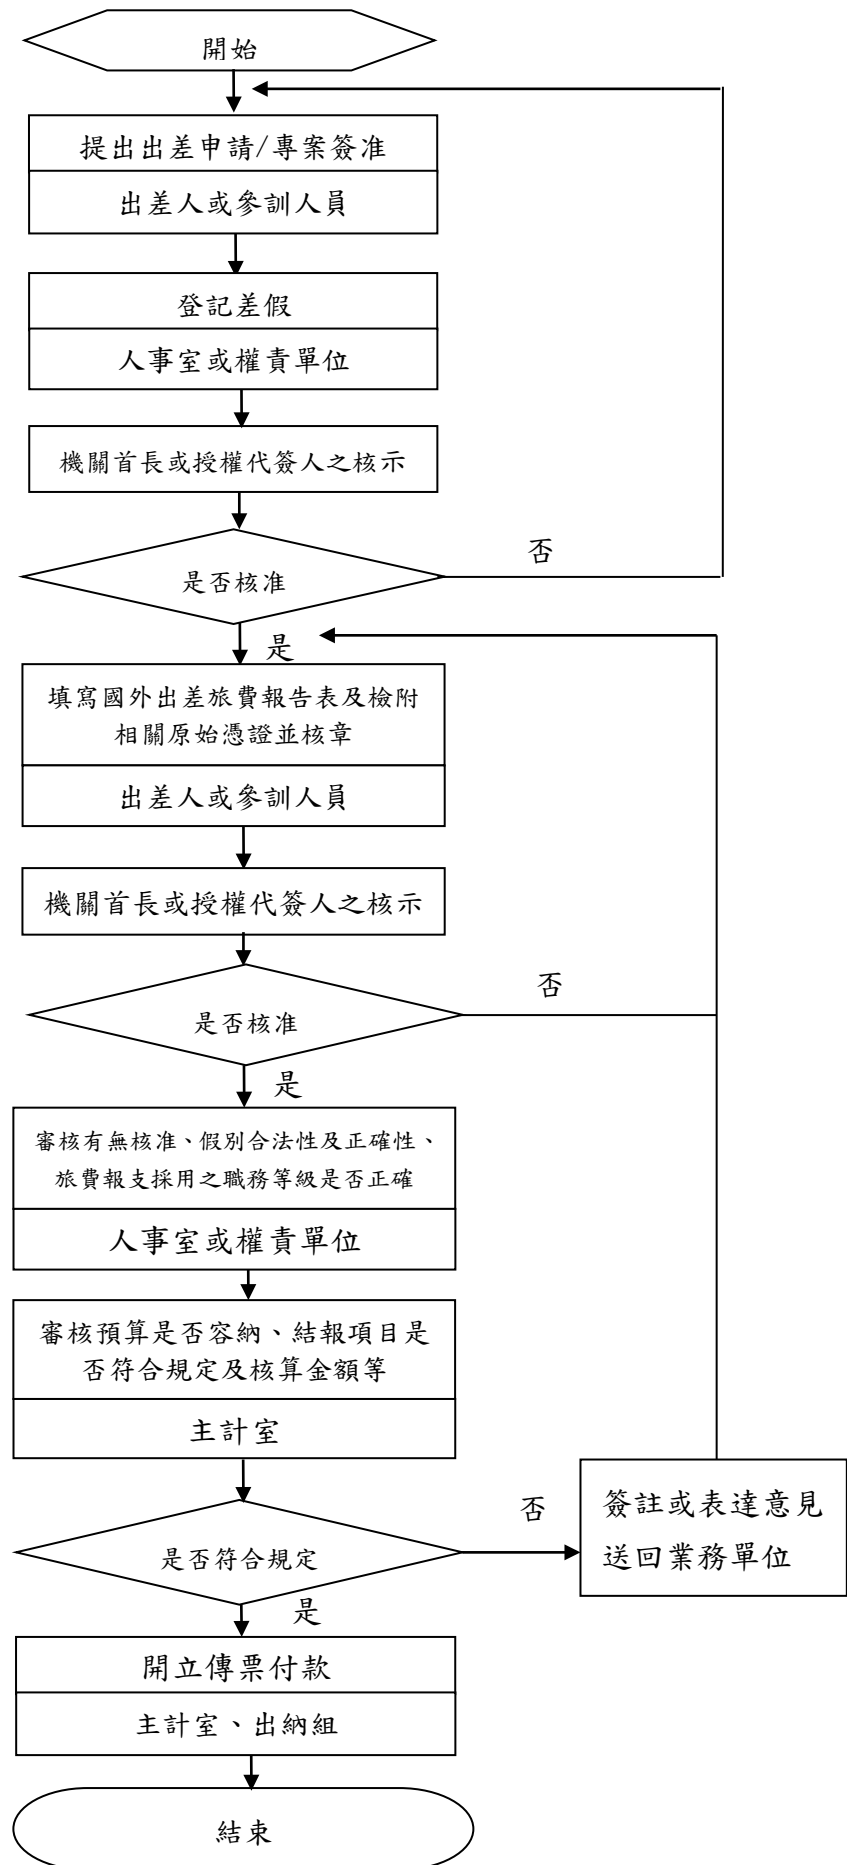 開始
提出出差申請/專案簽准
出差人或參訓人員
登記差假
人事室或權責單位
機關首長或授權代簽人之核示
是否核准
否
是
填寫國外出差旅費報告表及檢附
相關原始憑證並核章
出差人或參訓人員
機關首長或授權代簽人之核示
是否核准
否
是
審核有無核准、假別合法性及正確性、
旅費報支採用之職務等級是否正確
人事室或權責單位
審核預算是否容納、結報項目是
否符合規定及核算金額等
主計室
是否符合規定
否
簽註或表達意見
送回業務單位
是
開立傳票付款
主計室、出納組
結束